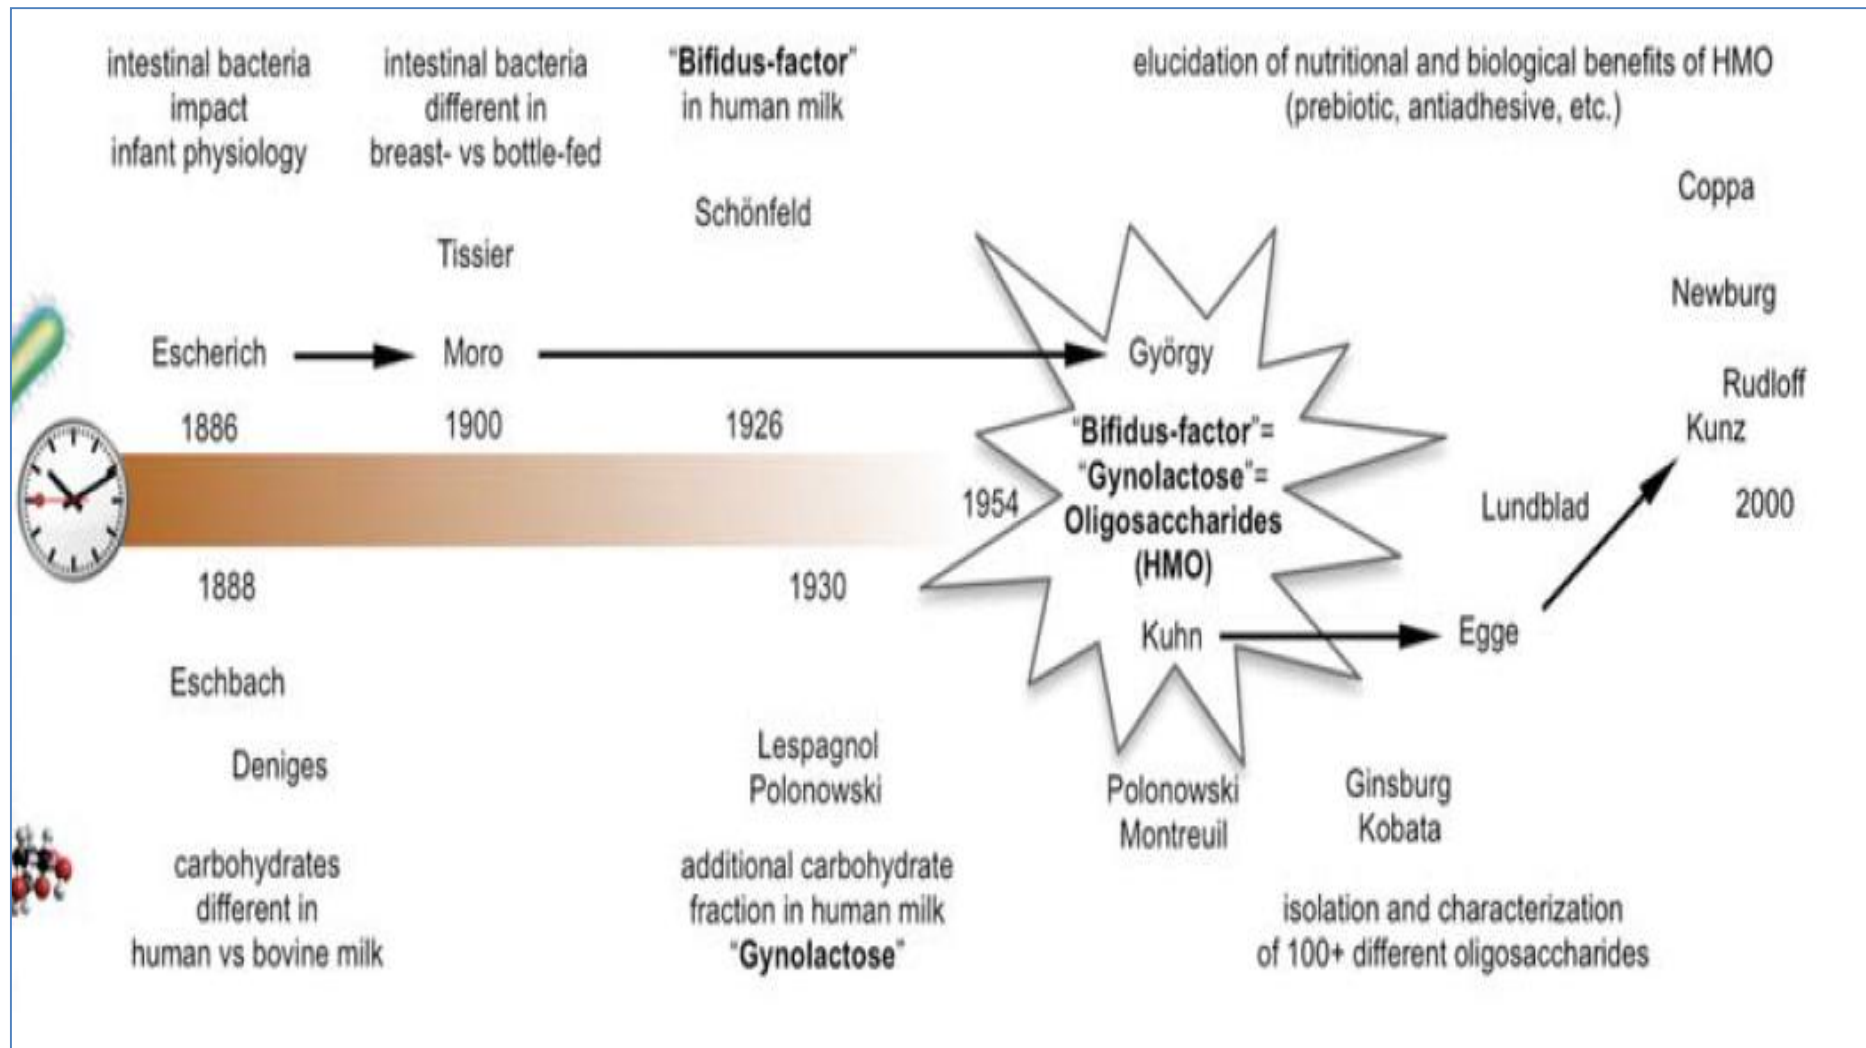 intestinal bacteria
impact
infant physiology
intestinal bacteria
different in
breast- vs bottle-fed
"Bifidus-factor"
in human milk
elucidation of nutritional and biological benefits of HMO
(prebiotic, antiadhesive, etc.)
Coppa
Schönfeld
Tissier
Newburg
Escherich
Moro
György
Rudloff
Kunz
1886
1900
1926
"Bifidus-factor"=
"Gynolactose"=
Oligosaccharides
(HMO)
1954
Lundblad
2000
1888
1930
Kuhn
Egge
Eschbach
Deniges
Lespagnol
Polonowski
Polonowski
Montreuil
Ginsburg
Kobata
carbohydrates
different in
human vs bovine milk
additional carbohydrate
fraction in human milk
"Gynolactose"
isolation and characterization
of 100+ different oligosaccharides